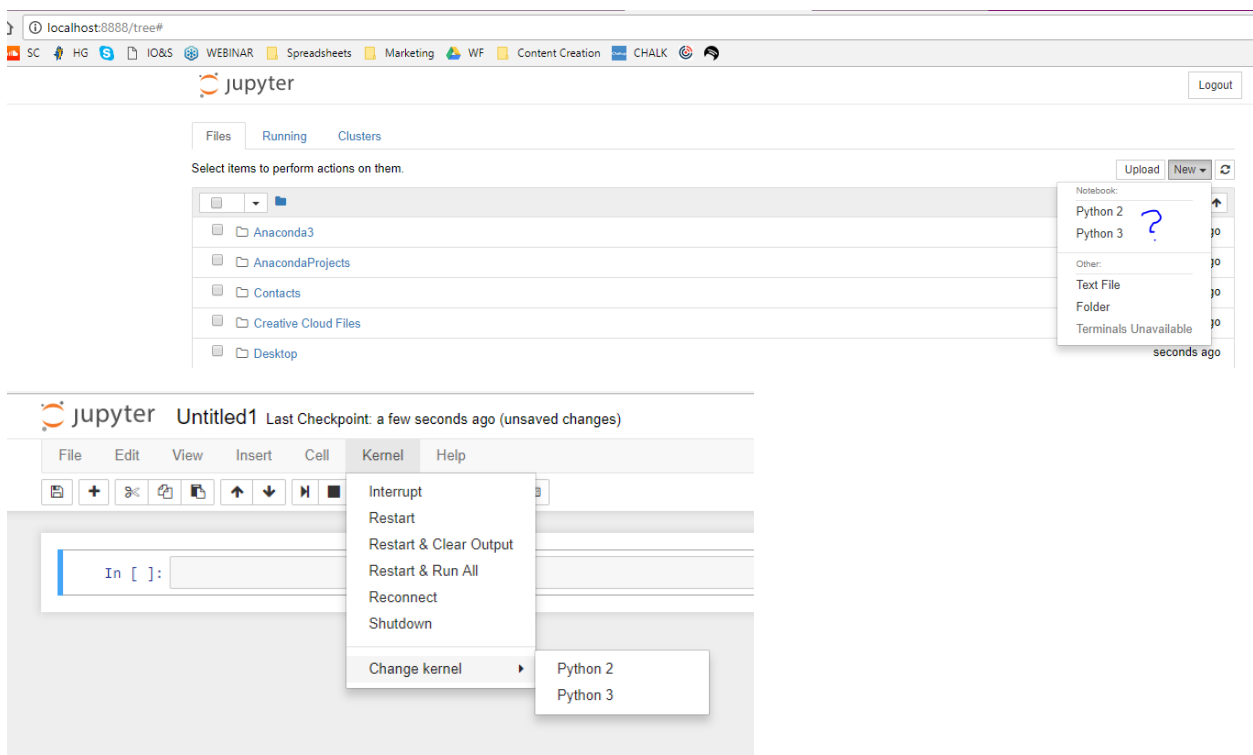 localhost:8888/tree#
SC HG IO&S WEBINAR Spreadsheets Marketing WF Content Creation CHALK
jupyter Logout
Files Running Clusters
Select items to perform actions on them. Upload New
Notebook:
Python 2
Python 3 ?
Anaconda3 go
AnacondaProjects go
Other:
Text File
Contacts go
Folder
Creative Cloud Files go
Terminals Unavailable
Desktop seconds ago
jupyter Untitled1 Last Checkpoint: a few seconds ago (unsaved changes)
File Edit View Insert Cell Kernel Help
Interrupt
Restart
Restart & Clear Output
In [ ]: Restart & Run All
Reconnect
Shutdown
Change kernel Python 2
Python 3